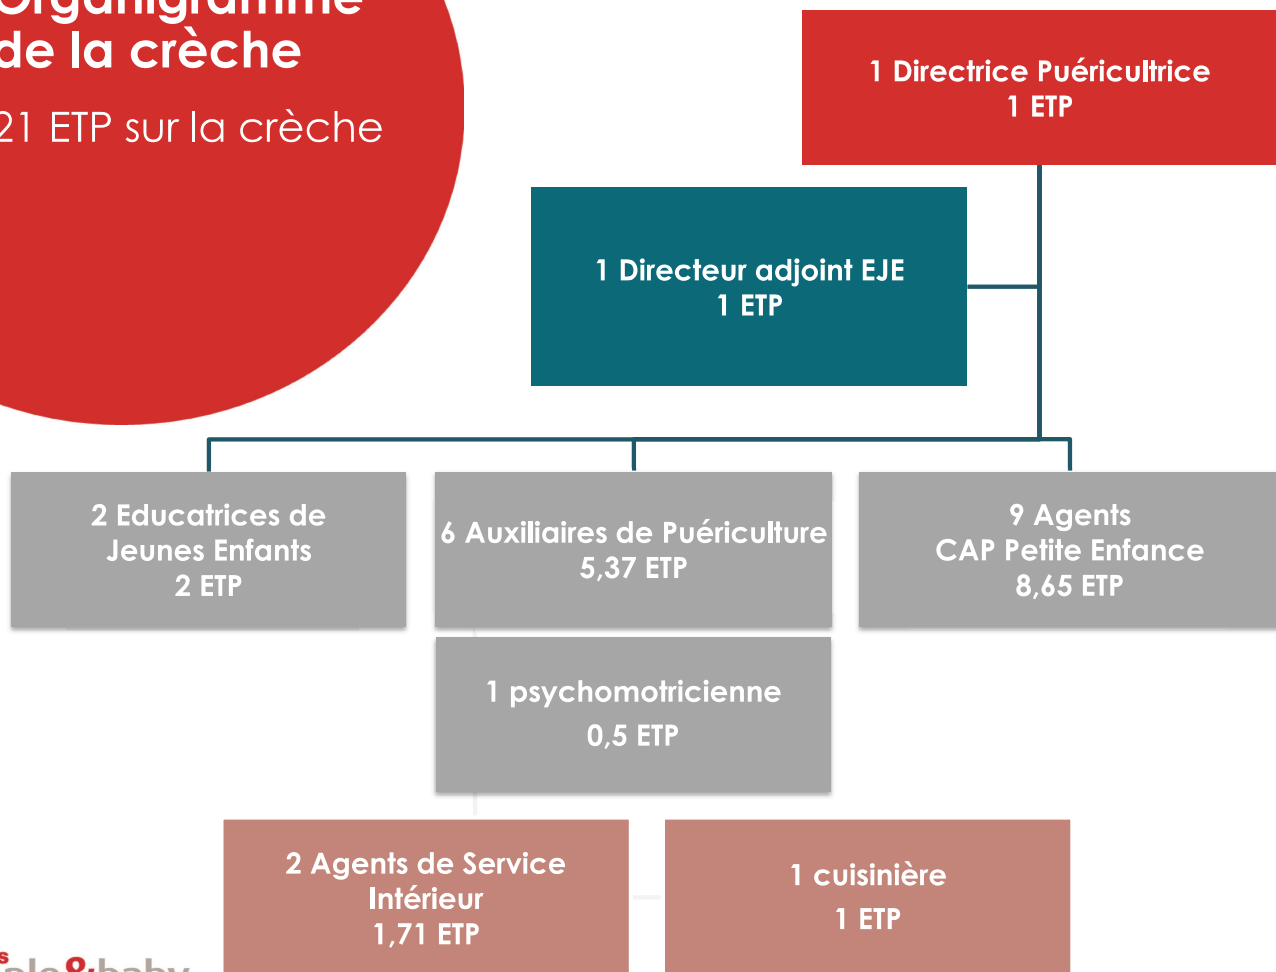 Organigramme
de la crèche
21 ETP sur la crèche
1 Directrice Puéricultrice
1 ETP
1 Directeur adjoint EJE
1 ETP
2 Educatrices de
Jeunes Enfants
2 ETP
6 Auxiliaires de Puériculture
5,37 ETP
9 Agents
CAP Petite Enfance
8,65 ETP
1 psychomotricienne
0,5 ETP
2 Agents de Service
Intérieur
1,71 ETP
1 cuisinière
1 ETP
&baby